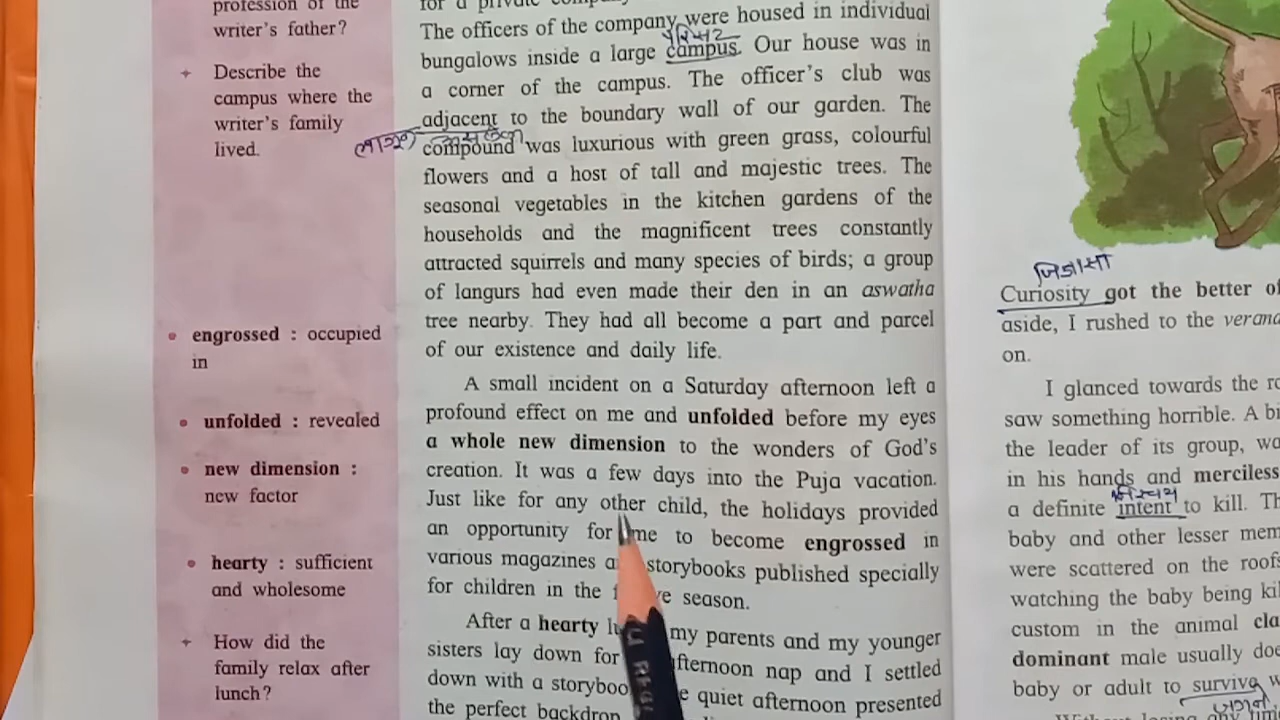 profession of the
writer's father?
+ Describe the
campus where the
writer's family
lived.
• engrossed : occupied
in
• unfolded : revealed
• new dimension :
new factor
• hearty : sufficient
and wholesome
+ How did the
family relax after
lunch?
for a private
The officers of the company were housed in individual
परिसर
bungalows inside a large campus. Our house was in
a corner of the campus. The officer's club was
adjacent to the boundary wall of our garden. The
compound was luxurious with green grass, colourful
flowers and a host of tall and majestic trees. The
seasonal vegetables in the kitchen gardens of the
households and the magnificent trees constantly
attracted squirrels and many species of birds; a group
of langurs had even made their den in an aswatha
tree nearby. They had all become a part and parcel
of our existence and daily life.
A small incident on a Saturday afternoon left a
profound effect on me and unfolded before my eyes
a whole new dimension to the wonders of God's
creation. It was a few days into the Puja vacation.
Just like for any other child, the holidays provided
an opportunity for me to become engrossed in
various magazines storybooks published specially
for children in the season.
After a hearty my parents and my younger
sisters lay down for afternoon nap and I settled
down with a quiet afternoon presented
the perfect backdrop
जिज्ञासा
Curiosity got the better of
aside, I rushed to the
on.
I glanced towards the
saw something horrible. A
the leader of its group,
in his hands and
निश्चय
a definite intent to kill.
baby and other lesser
were scattered on the
watching the baby being
custom in the animal
dominant male usually
baby or adult to survive